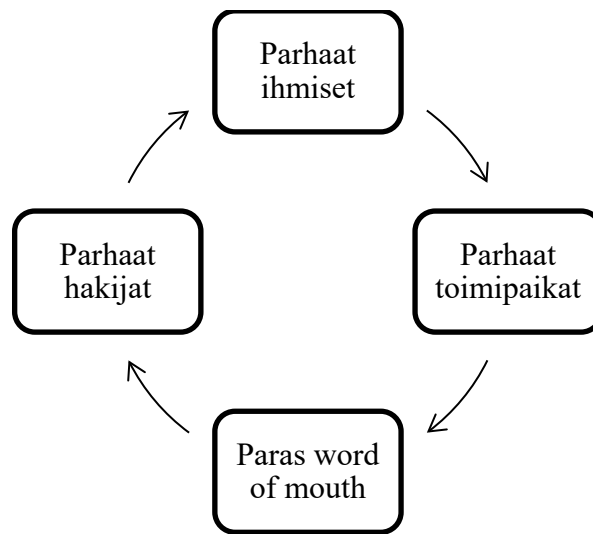 Parhaat
ihmiset
Parhaat
toimipaikat
Paras word
of mouth
Parhaat
hakijat